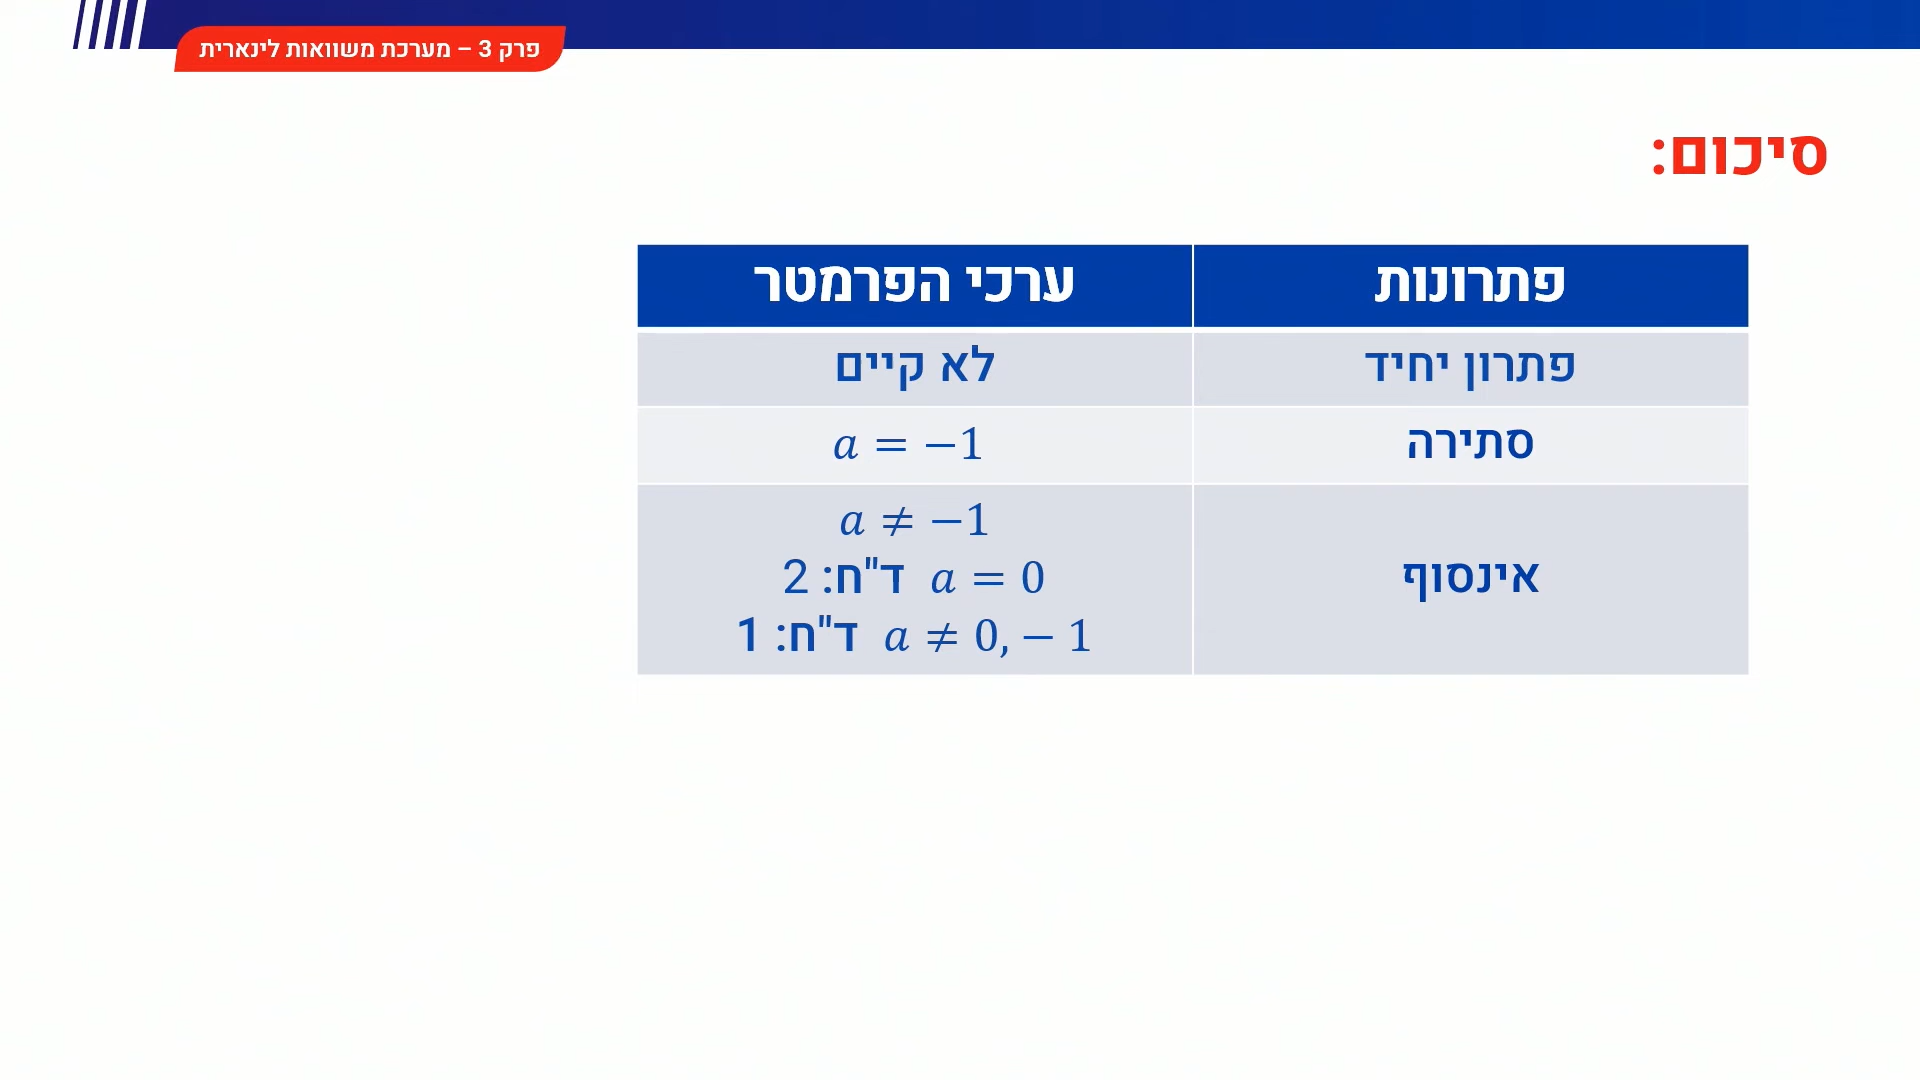 פרק 3 – מערכת משוואות לינארית
סיכום:
פתרונות ערכי הפרמטר
פתרון יחיד לא קיים
סתירה a = −1
a ≠ −1
אינסוף a = 0 ד"ח: 2
a ≠ 0, − 1 ד"ח: 1